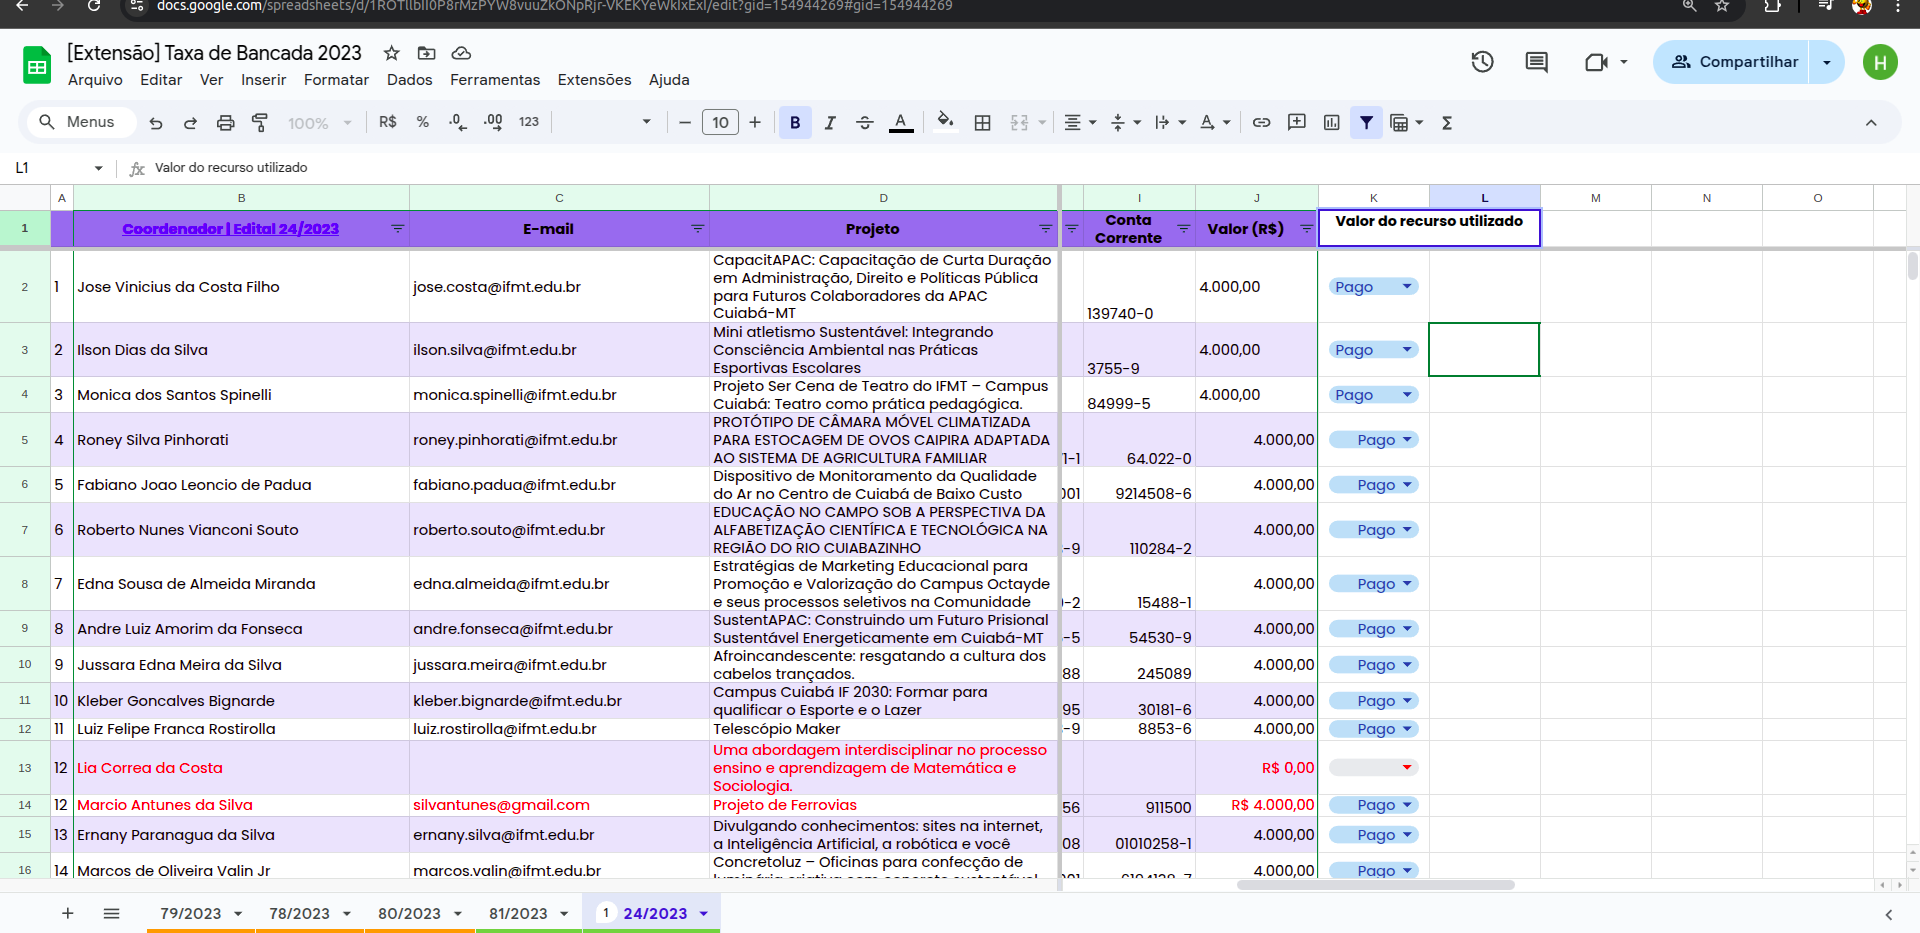 docs.google.com/spreadsheets/d/1ROTllblI0P8rMzPYW8vuuZkONpRjr-VKEKYeWkIxExI/edit?gid=154944269#gid=154944269
[Extensão] Taxa de Bancada 2023
Arquivo Editar Ver Inserir Formatar Dados Ferramentas Extensões Ajuda
Compartilhar
H
Menus 100% R$ % .0 .00 123 10 B I A
L1 fx Valor do recurso utilizado
A B C D I J K L M N O
1 Coordenador | Edital 24/2023 E-mail Projeto Conta Corrente Valor (R$) Valor do recurso utilizado
2 1 Jose Vinicius da Costa Filho jose.costa@ifmt.edu.br CapacitAPAC: Capacitação de Curta Duração
em Administração, Direito e Políticas Pública
para Futuros Colaboradores da APAC
Cuiabá-MT 139740-0 4.000,00 Pago
3 2 Ilson Dias da Silva ilson.silva@ifmt.edu.br Mini atletismo Sustentável: Integrando
Consciência Ambiental nas Práticas
Esportivas Escolares 3755-9 4.000,00 Pago
4 3 Monica dos Santos Spinelli monica.spinelli@ifmt.edu.br Projeto Ser Cena de Teatro do IFMT – Campus
Cuiabá: Teatro como prática pedagógica. 84999-5 4.000,00 Pago
5 4 Roney Silva Pinhorati roney.pinhorati@ifmt.edu.br PROTÓTIPO DE CÂMARA MÓVEL CLIMATIZADA
PARA ESTOCAGEM DE OVOS CAIPIRA ADAPTADA
AO SISTEMA DE AGRICULTURA FAMILIAR 1-1 64.022-0 4.000,00 Pago
6 5 Fabiano Joao Leoncio de Padua fabiano.padua@ifmt.edu.br Dispositivo de Monitoramento da Qualidade
do Ar no Centro de Cuiabá de Baixo Custo 001 9214508-6 4.000,00 Pago
7 6 Roberto Nunes Vianconi Souto roberto.souto@ifmt.edu.br EDUCAÇÃO NO CAMPO SOB A PERSPECTIVA DA
ALFABETIZAÇÃO CIENTÍFICA E TECNOLÓGICA NA
REGIÃO DO RIO CUIABAZINHO -9 110284-2 4.000,00 Pago
8 7 Edna Sousa de Almeida Miranda edna.almeida@ifmt.edu.br Estratégias de Marketing Educacional para
Promoção e Valorização do Campus Octayde
e seus processos seletivos na Comunidade -2 15488-1 4.000,00 Pago
9 8 Andre Luiz Amorim da Fonseca andre.fonseca@ifmt.edu.br SustentAPAC: Construindo um Futuro Prisional
Sustentável Energeticamente em Cuiabá-MT -5 54530-9 4.000,00 Pago
10 9 Jussara Edna Meira da Silva jussara.meira@ifmt.edu.br Afroincandescente: resgatando a cultura dos
cabelos trançados. 88 245089 4.000,00 Pago
11 10 Kleber Goncalves Bignarde kleber.bignarde@ifmt.edu.br Campus Cuiabá IF 2030: Formar para
qualificar o Esporte e o Lazer 95 30181-6 4.000,00 Pago
12 11 Luiz Felipe Franca Rostirolla luiz.rostirolla@ifmt.edu.br Telescópio Maker -9 8853-6 4.000,00 Pago
13 12 Lia Correa da Costa Uma abordagem interdisciplinar no processo
ensino e aprendizagem de Matemática e
Sociologia. R$ 0,00
14 12 Marcio Antunes da Silva silvantunes@gmail.com Projeto de Ferrovias 56 911500 R$ 4.000,00 Pago
15 13 Ernany Paranagua da Silva ernany.silva@ifmt.edu.br Divulgando conhecimentos: sites na internet,
a Inteligência Artificial, a robótica e você 08 01010258-1 4.000,00 Pago
16 14 Marcos de Oliveira Valin Jr marcos.valin@ifmt.edu.br Concretoluz – Oficinas para confecção de
4.000,00 Pago
79/2023 78/2023 80/2023 81/2023 1 24/2023